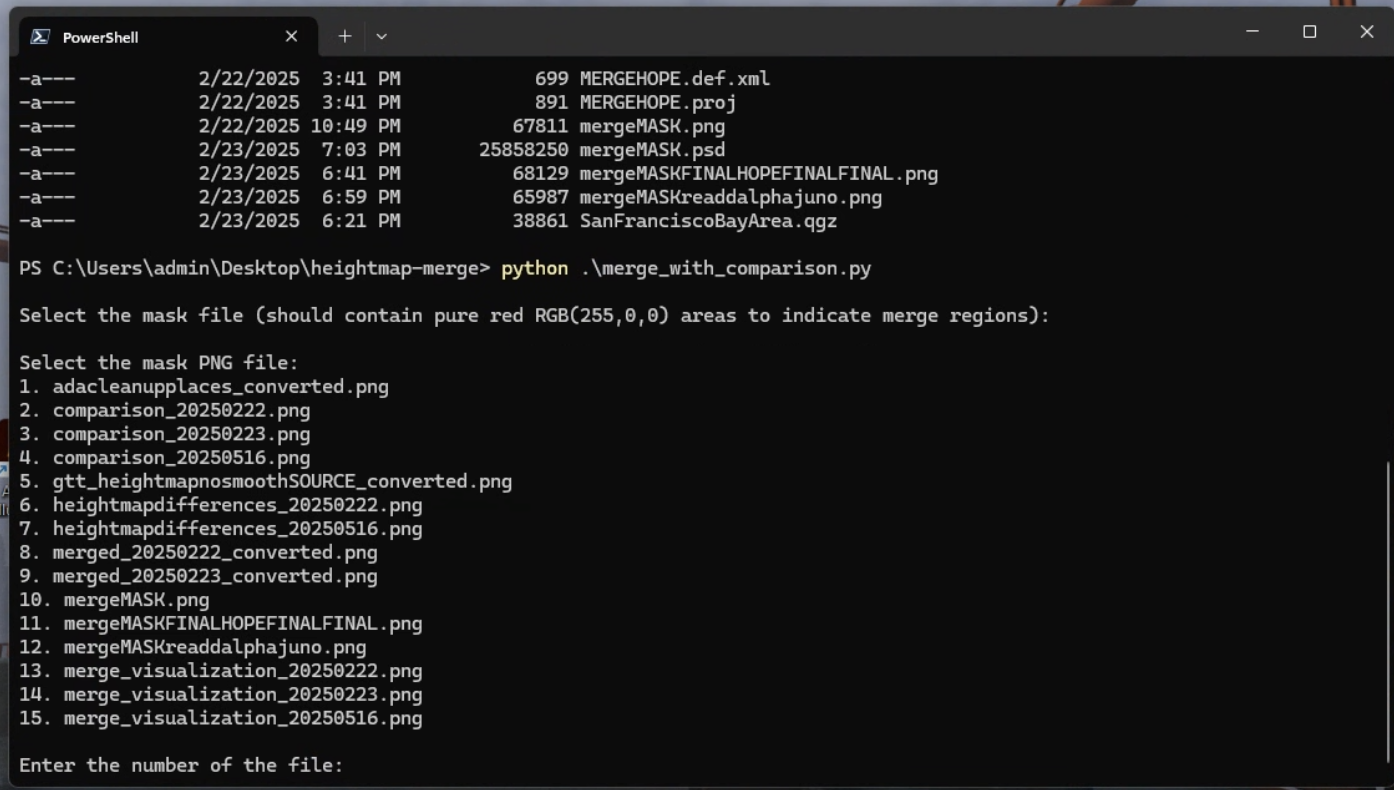 PowerShell
-a---          2/22/2025  3:41 PM            699 MERGEHOPE.def.xml
-a---          2/22/2025  3:41 PM            891 MERGEHOPE.proj
-a---          2/22/2025 10:49 PM          67811 mergeMASK.png
-a---          2/23/2025  7:03 PM       25858250 mergeMASK.psd
-a---          2/23/2025  6:41 PM          68129 mergeMASKFINALHOPEFINALFINAL.png
-a---          2/23/2025  6:59 PM          65987 mergeMASKreaddalphajuno.png
-a---          2/23/2025  6:21 PM          38861 SanFranciscoBayArea.qgz
PS C:\Users\admin\Desktop\heightmap-merge> python .\merge_with_comparison.py
Select the mask file (should contain pure red RGB(255,0,0) areas to indicate merge regions):
Select the mask PNG file:
1. adacleanupplaces_converted.png
2. comparison_20250222.png
3. comparison_20250223.png
4. comparison_20250516.png
5. gtt_heightmapnosmoothSOURCE_converted.png
6. heightmapdifferences_20250222.png
7. heightmapdifferences_20250516.png
8. merged_20250222_converted.png
9. merged_20250223_converted.png
10. mergeMASK.png
11. mergeMASKFINALHOPEFINALFINAL.png
12. mergeMASKreaddalphajuno.png
13. merge_visualization_20250222.png
14. merge_visualization_20250223.png
15. merge_visualization_20250516.png
Enter the number of the file: